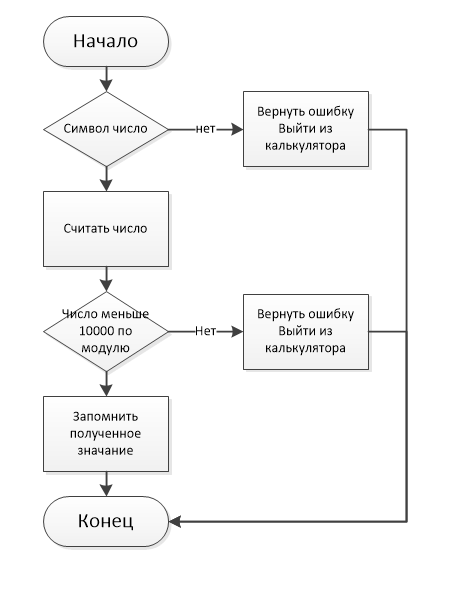 Начало
Символ число
нет
Вернуть ошибку
Выйти из
калькулятора
Считать число
Число меньше
10000 по
модулю
Нет
Вернуть ошибку
Выйти из
калькулятора
Запомнить
полученное
значание
Конец